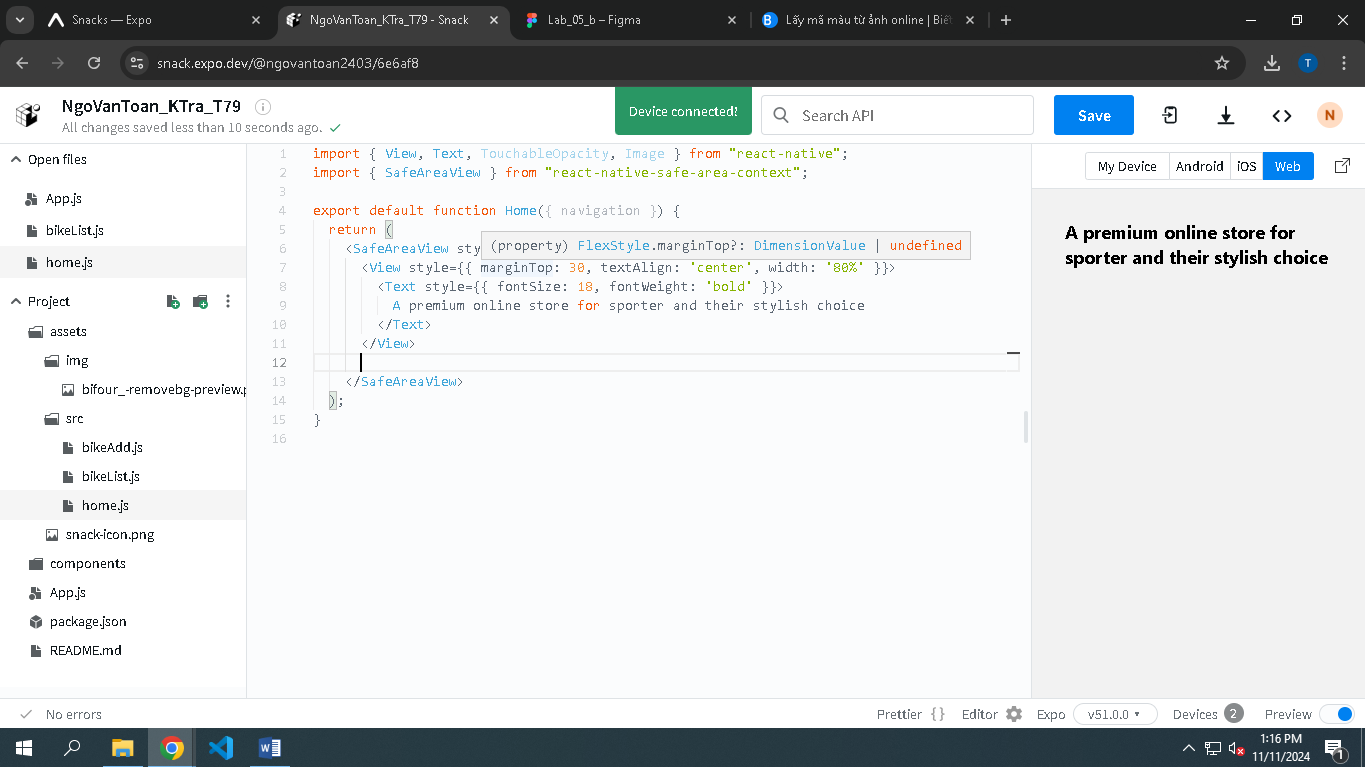 Snacks — Expo
NgoVanToan_KTra_T79 - Snack
Lab_05_b – Figma
Lấy mã màu từ ảnh online | Biết
snack.expo.dev/@ngovantoan2403/6e6af8
T
NgoVanToan_KTra_T79
All changes saved less than 10 seconds ago.
Device connected!
Search API
Save
N
Open files
App.js
bikeList.js
home.js
Project
assets
img
bifour_-removebg-preview.p
src
bikeAdd.js
bikeList.js
home.js
snack-icon.png
components
App.js
package.json
README.md
1 import { View, Text, TouchableOpacity, Image } from "react-native";
2 import { SafeAreaView } from "react-native-safe-area-context";
3
4 export default function Home({ navigation }) {
5 return (
6 <SafeAreaView sty
(property) FlexStyle.marginTop?: DimensionValue | undefined
7 <View style={{ marginTop: 30, textAlign: 'center', width: '80%' }}>
8 <Text style={{ fontSize: 18, fontWeight: 'bold' }}>
9 A premium online store for sporter and their stylish choice
10 </Text>
11 </View>
12
13 </SafeAreaView>
14 );
15 }
16
My Device
Android
iOS
Web
A premium online store for
sporter and their stylish choice
No errors
Prettier {}
Editor
Expo
v51.0.0
Devices 2
Preview
1:16 PM
11/11/2024
1